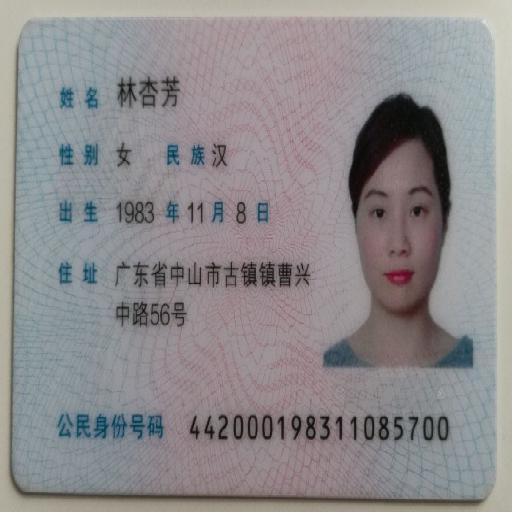 姓名 林杏芳
性别 女 民族 汉
出生 1983 年 11 月 8 日
住址 广东省中山市古镇镇曹兴
中路56号
公民身份号码 442000198311085700